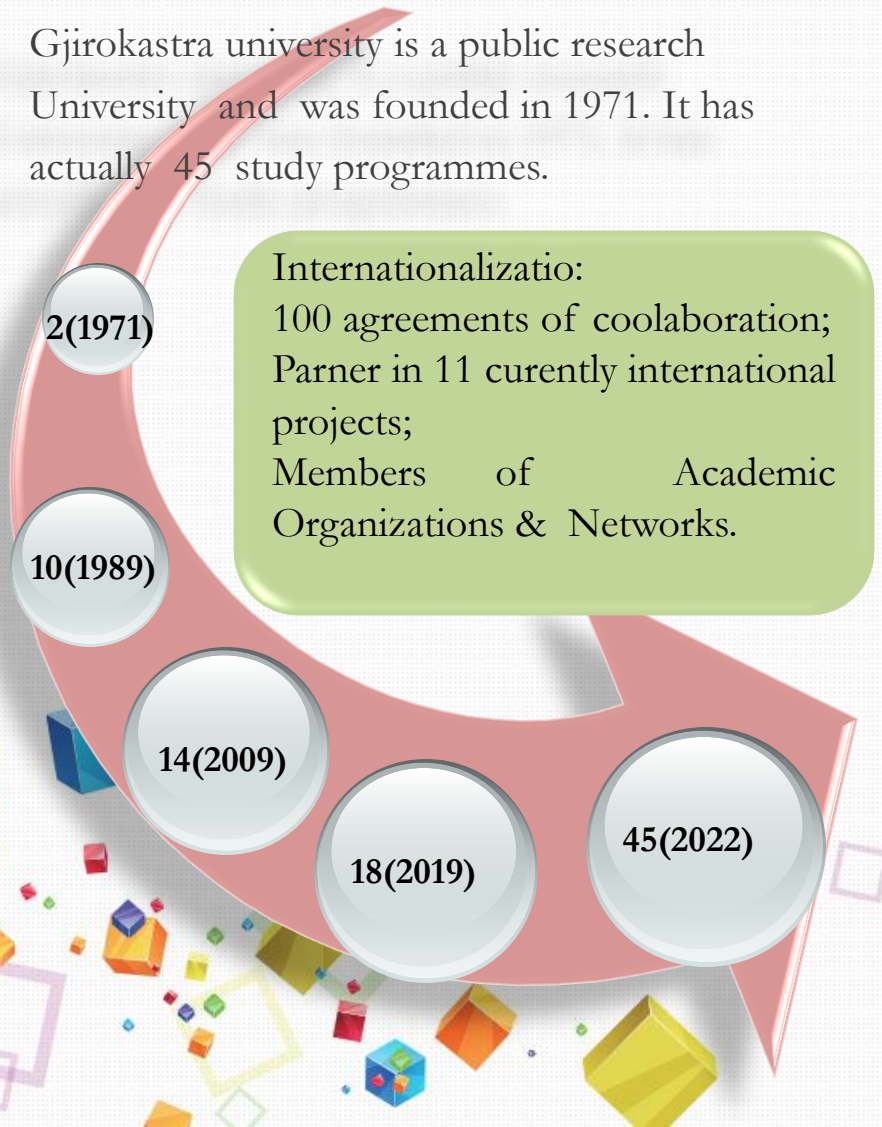 Gjirokastra university is a public research
University and was founded in 1971. It has
actually 45 study programmes.
Internationalizatio:
100 agreements of coolaboration;
Parner in 11 curently international
projects;
Members of Academic
Organizations & Networks.
2(1971)
10(1989)
14(2009)
18(2019)
45(2022)